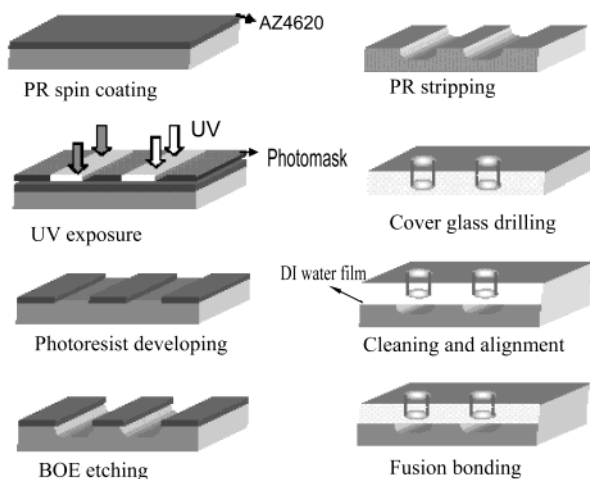 AZ4620
PR spin coating
UV
Photomask
UV exposure
Photoresist developing
BOE etching
PR stripping
Cover glass drilling
DI water film
Cleaning and alignment
Fusion bonding